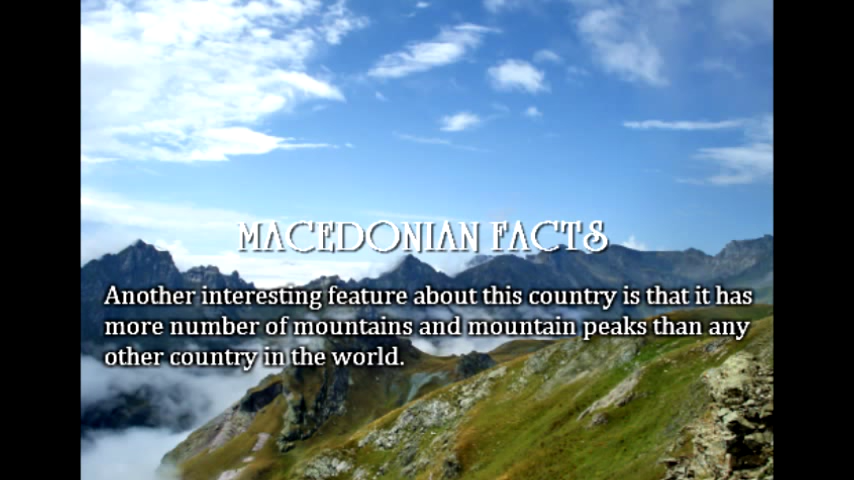 MACEDONIAN FACTS
Another interesting feature about this country is that it has
more number of mountains and mountain peaks than any
other country in the world.